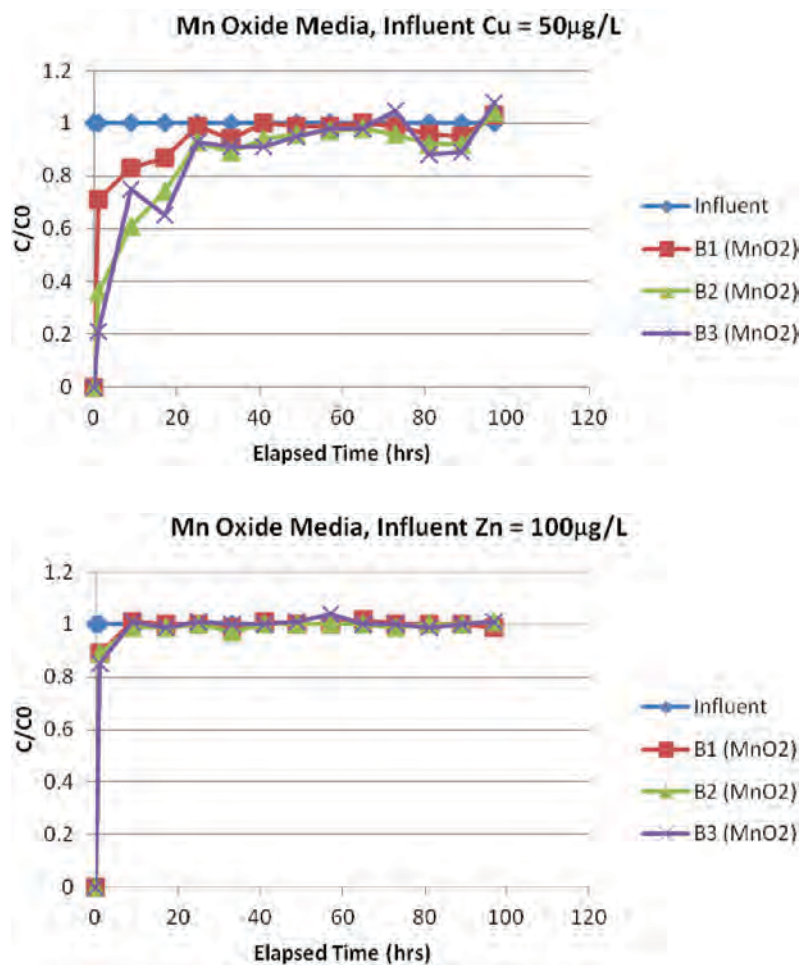 Mn Oxide Media, Influent Cu = 50µg/L
1.2
1
0.8
0.6
0.4
0.2
0
C/C0
0 20 40 60 80 100 120
Elapsed Time (hrs)
Influent
B1 (MnO2)
B2 (MnO2)
B3 (MnO2)
Mn Oxide Media, Influent Zn = 100µg/L
1.2
1
0.8
0.6
0.4
0.2
0
C/C0
0 20 40 60 80 100 120
Elapsed Time (hrs)
Influent
B1 (MnO2)
B2 (MnO2)
B3 (MnO2)